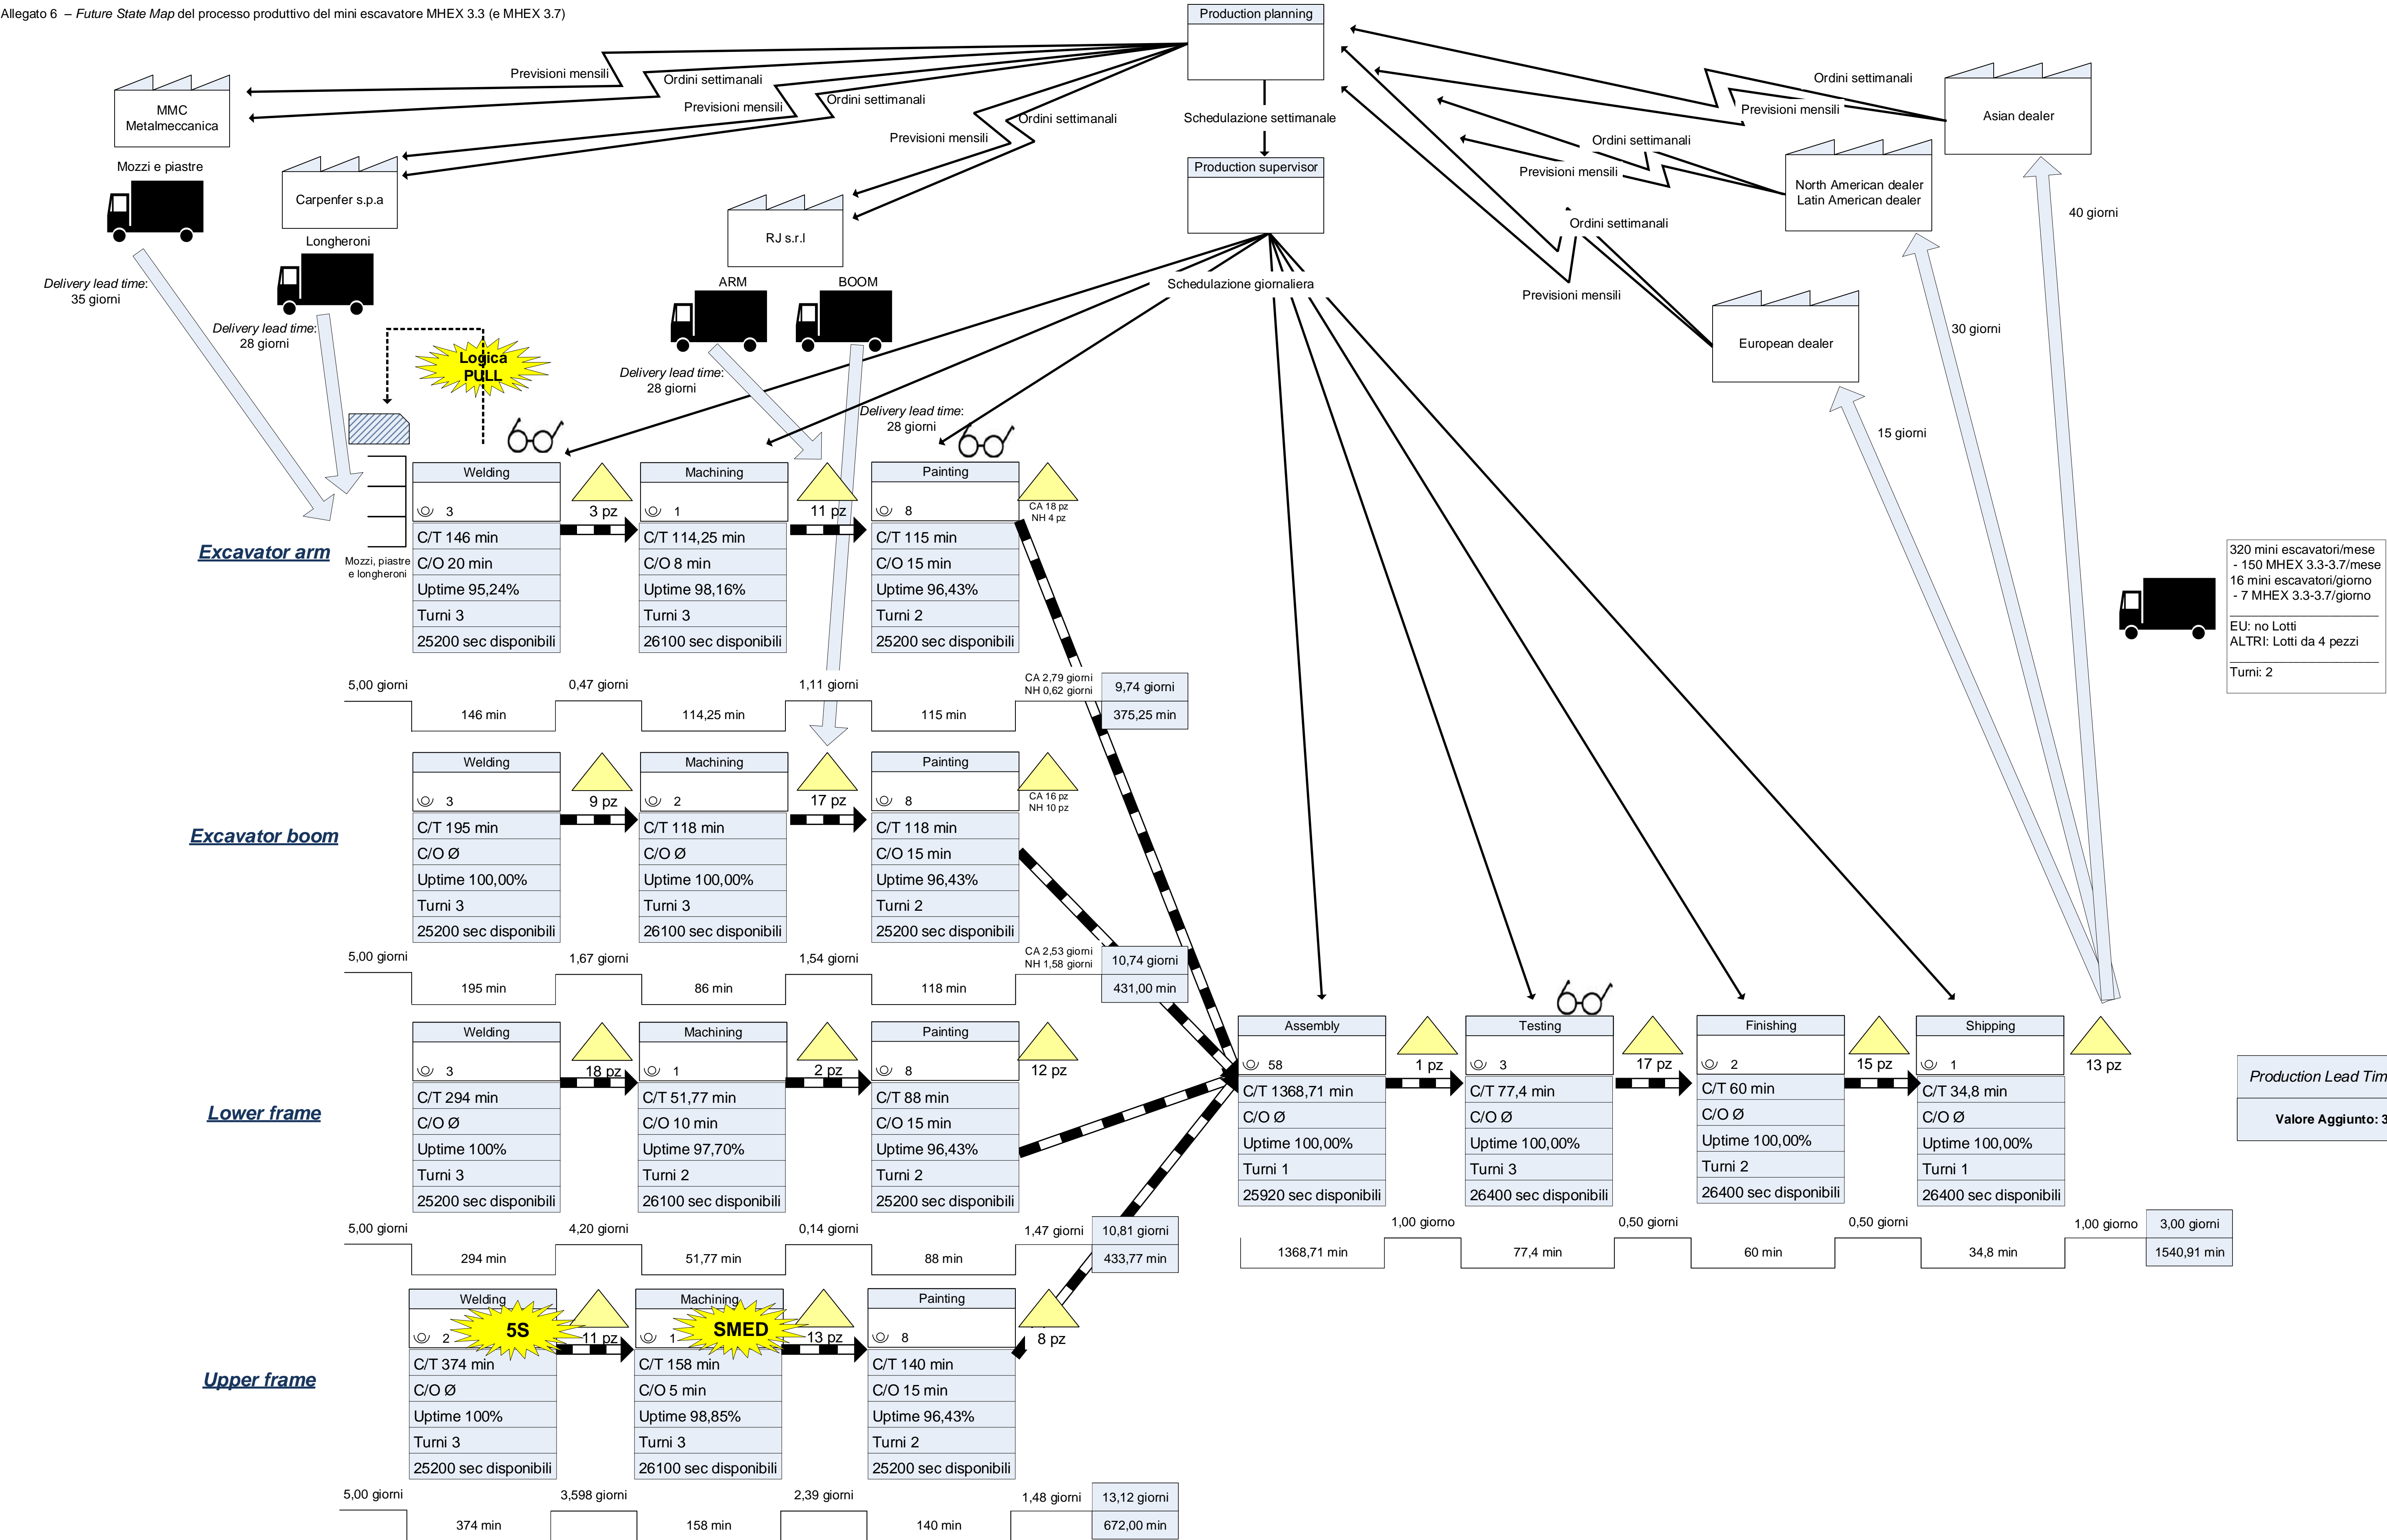 Allegato 6 – Future State Map del processo produttivo del mini escavatore MHEX 3.3 (e MHEX 3.7)
Production planning
Previsioni mensili
Ordini settimanali
Previsioni mensili
Ordini settimanali
Previsioni mensili
Ordini settimanali
Schedulazione settimanale
Production supervisor
Schedulazione giornaliera
MMC
Metalmeccanica
Mozzi e piastre
Delivery lead time:
35 giorni
Carpenfer s.p.a
Longheroni
Delivery lead time:
28 giorni
RJ s.r.l
ARM
BOOM
Delivery lead time:
28 giorni
Delivery lead time:
28 giorni
Logica
PULL
Ordini settimanali
Previsioni mensili
Asian dealer
Ordini settimanali
Previsioni mensili
North American dealer
Latin American dealer
Ordini settimanali
Previsioni mensili
European dealer
40 giorni
30 giorni
15 giorni
320 mini escavatori/mese
- 150 MHEX 3.3-3.7/mese
16 mini escavatori/giorno
- 7 MHEX 3.3-3.7/giorno
EU: no Lotti
ALTRI: Lotti da 4 pezzi
Turni: 2
Excavator arm
Mozzi, piastre
e longheroni
Welding
3
C/T 146 min
C/O 20 min
Uptime 95,24%
Turni 3
25200 sec disponibili
3 pz
Machining
1
C/T 114,25 min
C/O 8 min
Uptime 98,16%
Turni 3
26100 sec disponibili
11 pz
Painting
8
C/T 115 min
C/O 15 min
Uptime 96,43%
Turni 2
25200 sec disponibili
CA 18 pz
NH 4 pz
5,00 giorni
146 min
0,47 giorni
114,25 min
1,11 giorni
115 min
CA 2,79 giorni
NH 0,62 giorni
9,74 giorni
375,25 min
Excavator boom
Welding
3
C/T 195 min
C/O Ø
Uptime 100,00%
Turni 3
25200 sec disponibili
9 pz
Machining
2
C/T 118 min
C/O Ø
Uptime 100,00%
Turni 3
26100 sec disponibili
17 pz
Painting
8
C/T 118 min
C/O 15 min
Uptime 96,43%
Turni 2
25200 sec disponibili
CA 16 pz
NH 10 pz
5,00 giorni
195 min
1,67 giorni
86 min
1,54 giorni
118 min
CA 2,53 giorni
NH 1,58 giorni
10,74 giorni
431,00 min
Lower frame
Welding
3
C/T 294 min
C/O Ø
Uptime 100%
Turni 3
25200 sec disponibili
18 pz
Machining
1
C/T 51,77 min
C/O 10 min
Uptime 97,70%
Turni 2
26100 sec disponibili
2 pz
Painting
8
C/T 88 min
C/O 15 min
Uptime 96,43%
Turni 2
25200 sec disponibili
12 pz
5,00 giorni
294 min
4,20 giorni
51,77 min
0,14 giorni
88 min
1,47 giorni
10,81 giorni
433,77 min
Upper frame
Welding
2
5S
C/T 374 min
C/O Ø
Uptime 100%
Turni 3
25200 sec disponibili
11 pz
Machining
1
SMED
C/T 158 min
C/O 5 min
Uptime 98,85%
Turni 3
26100 sec disponibili
13 pz
Painting
8
C/T 140 min
C/O 15 min
Uptime 96,43%
Turni 2
25200 sec disponibili
8 pz
5,00 giorni
374 min
3,598 giorni
158 min
2,39 giorni
140 min
1,48 giorni
13,12 giorni
672,00 min
Assembly
58
C/T 1368,71 min
C/O Ø
Uptime 100,00%
Turni 1
25920 sec disponibili
1 pz
Testing
3
C/T 77,4 min
C/O Ø
Uptime 100,00%
Turni 3
26400 sec disponibili
17 pz
Finishing
2
C/T 60 min
C/O Ø
Uptime 100,00%
Turni 2
26400 sec disponibili
15 pz
Shipping
1
C/T 34,8 min
C/O Ø
Uptime 100,00%
Turni 1
26400 sec disponibili
13 pz
1368,71 min
1,00 giorno
77,4 min
0,50 giorni
60 min
0,50 giorni
34,8 min
1,00 giorno
3,00 giorni
1540,91 min
Production Lead Tim
Valore Aggiunto: 3